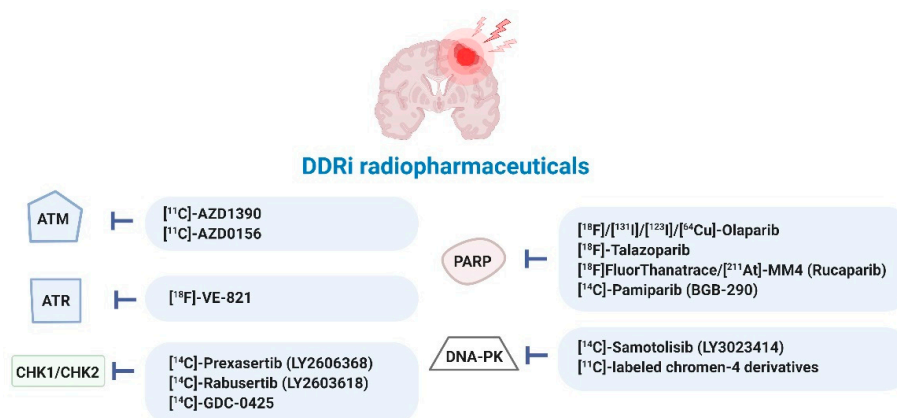 DDRi radiopharmaceuticals
ATM
[¹¹C]-AZD1390
[¹¹C]-AZD0156
ATR
[¹⁸F]-VE-821
CHK1/CHK2
[¹⁴C]-Prexasertib (LY2606368)
[¹⁴C]-Rabusertib (LY2603618)
[¹⁴C]-GDC-0425
PARP
[¹⁸F]/[¹³¹I]/[¹²³I]/[⁶⁴Cu]-Olaparib
[¹⁸F]-Talazoparib
[¹⁸F]FluorThanatrace/[²¹¹At]-MM4 (Rucaparib)
[¹⁴C]-Pamiparib (BGB-290)
DNA-PK
[¹⁴C]-Samotolisib (LY3023414)
[¹¹C]-labeled chromen-4 derivatives